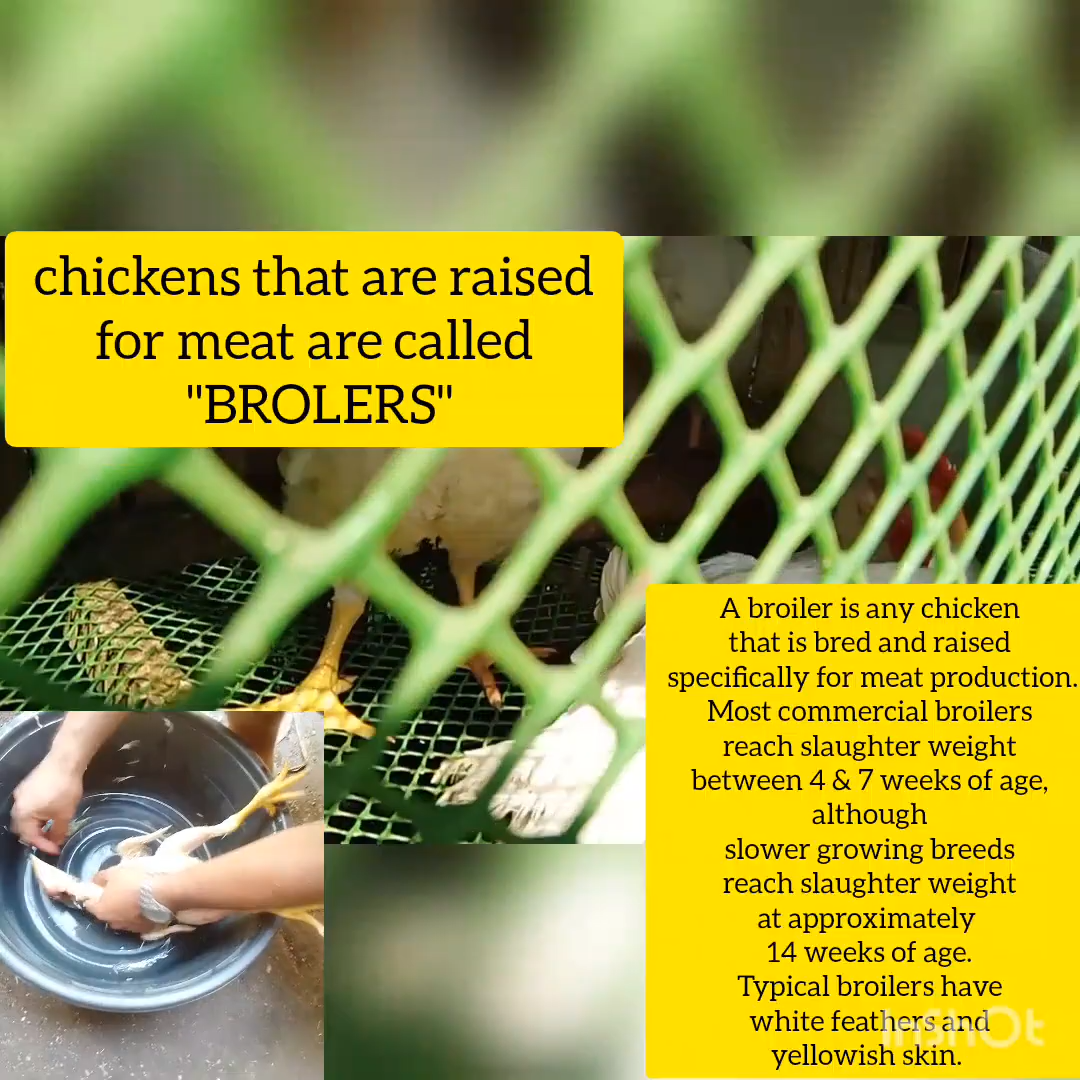 chickens that are raised
for meat are called
"BROLERS"
A broiler is any chicken
that is bred and raised
specifically for meat production.
Most commercial broilers
reach slaughter weight
between 4 & 7 weeks of age,
although
slower growing breeds
reach slaughter weight
at approximately
14 weeks of age.
Typical broilers have
white feathers and
yellowish skin.
InShOt